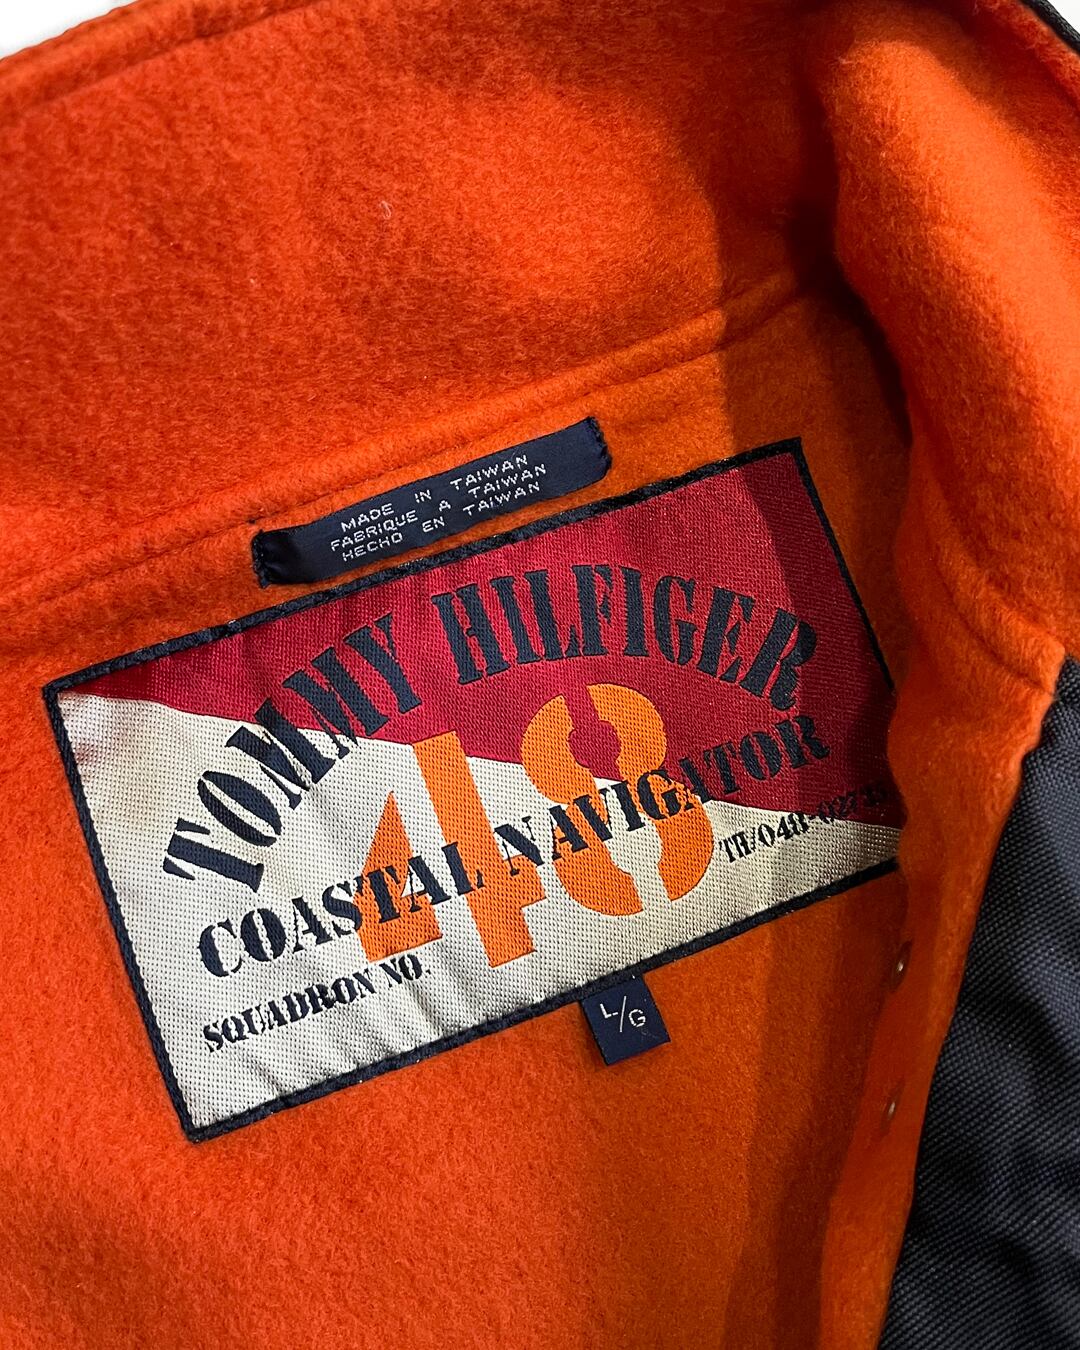 MADE IN TAIWAN
FABRIQUE A TAIWAN
HECHO EN TAIWAN
TOMMY HILFIGER
48
COASTAL NAVIGATOR
SQUADRON NO.
L/G